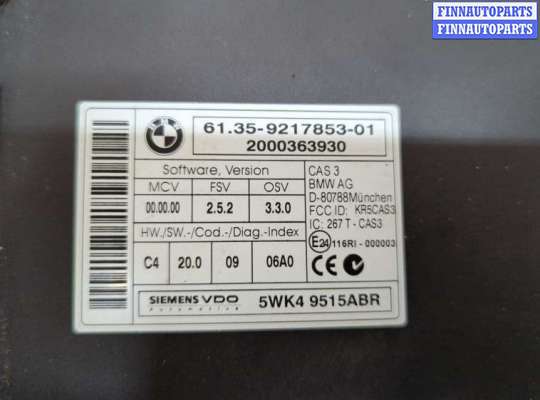 FINNAUTOPARTS
FINNAUTOPARTS
BMW
61.35-9217853-01
2000363930
Software, Version
MCV FSV OSV
00.00.00 2.5.2 3.3.0
HW./SW.-/Cod.-/Diag.-Index
C4 20.0 09 06A0
CAS 3
BMW AG
D-80788München
FCC ID: KR5CAS3
IC: 267 T - CAS3
E24 116RI - 000003
CE
SIEMENS VDO
Automotive
5WK4 9515ABR